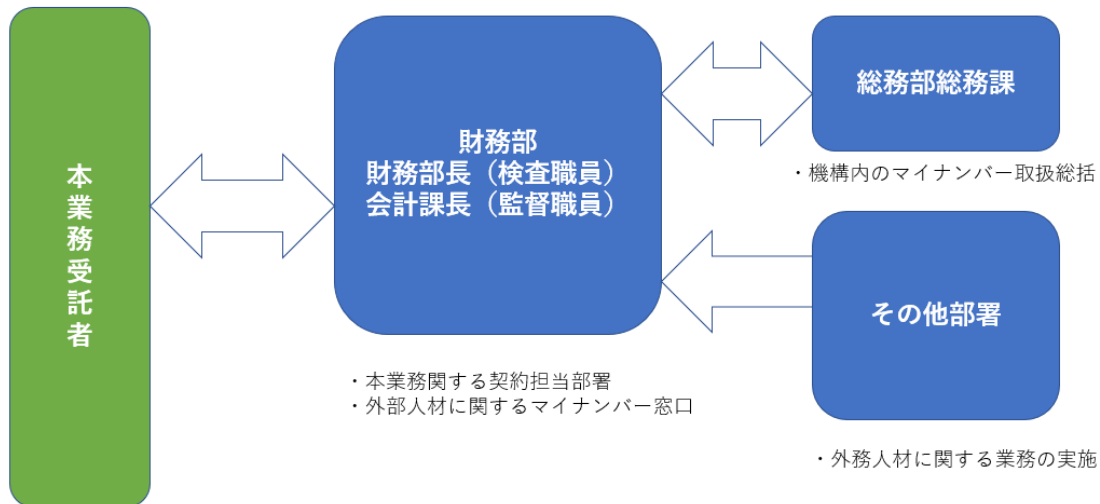 本業務受託者
財務部
財務部長（検査職員）
会計課長（監督職員）
・本業務関する契約担当部署
・外部人材に関するマイナンバー窓口
総務部総務課
・機構内のマイナンバー取扱総括
その他部署
・外務人材に関する業務の実施